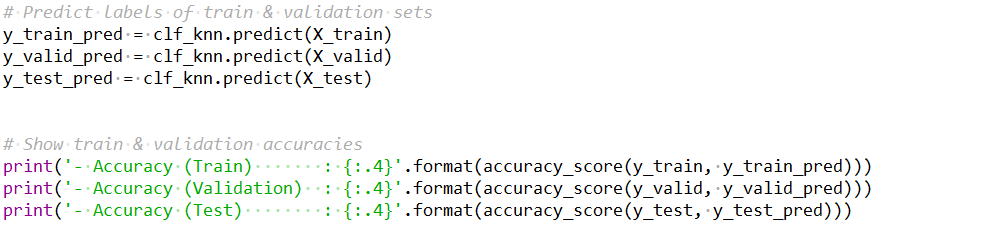 # Predict labels of train & validation sets
y_train_pred = clf_knn.predict(X_train)
y_valid_pred = clf_knn.predict(X_valid)
y_test_pred = clf_knn.predict(X_test)
# Show train & validation accuracies
print('- Accuracy (Train)       : {:.4}'.format(accuracy_score(y_train, y_train_pred)))
print('- Accuracy (Validation)  : {:.4}'.format(accuracy_score(y_valid, y_valid_pred)))
print('- Accuracy (Test)        : {:.4}'.format(accuracy_score(y_test, y_test_pred)))